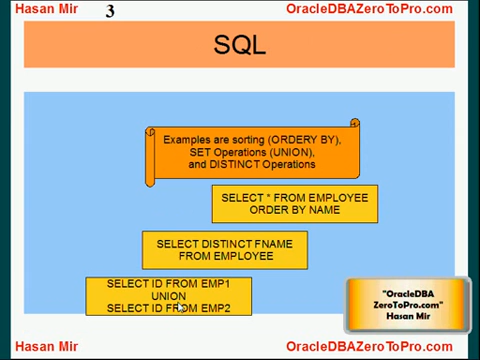 Hasan Mir 3 OracleDBAZeroToPro.com
SQL
Examples are sorting (ORDERY BY),
SET Operations (UNION),
and DISTINCT Operations
SELECT * FROM EMPLOYEE
ORDER BY NAME
SELECT DISTINCT FNAME
FROM EMPLOYEE
SELECT ID FROM EMP1
UNION
SELECT ID FROM EMP2
"OracleDBA
ZeroToPro.com"
Hasan Mir
Hasan Mir OracleDBAZeroToPro.com